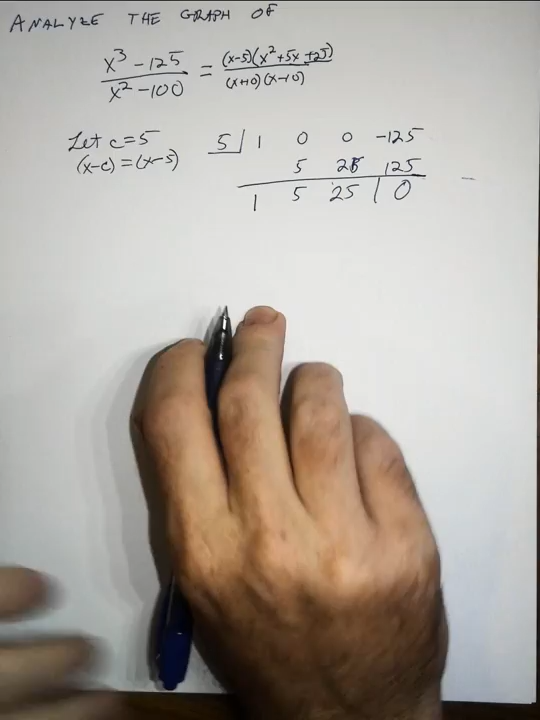 ANALYZE THE GRAPH OF
x³ - 125 / x² - 100 = (x-5)(x²+5x+25) / (x+10)(x-10)
Let c=5
(x-c) = (x-5)
5 | 1 0 0 -125
5 25 125
1 5 25 | 0